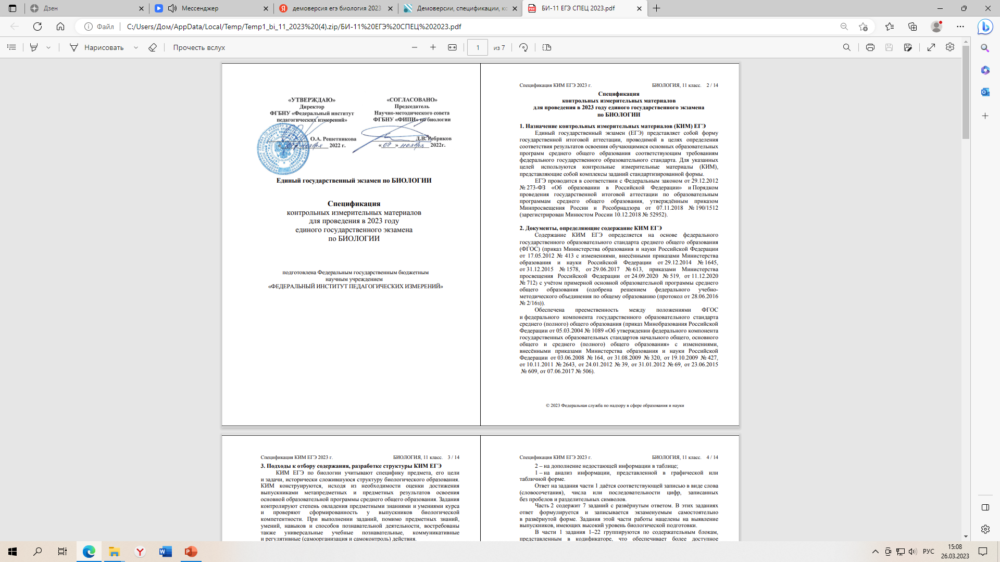 Дзен
Мессенджер
демоверсия егэ биология 2023
Демоверсии, спецификации, ко
БИ-11 ЕГЭ СПЕЦ 2023.pdf
Файл
C:/Users/Дом/AppData/Local/Temp/Temp1_bi_11_2023%20(4).zip/БИ-11%20ЕГЭ%20СПЕЦ%202023.pdf
Нарисовать
Прочесть вслух
1
из 7
«УТВЕРЖДАЮ»
Директор
ФГБНУ «Федеральный институт
педагогических измерений»
О.А. Решетникова
2022 г.
«СОГЛАСОВАНО»
Председатель
Научно-методического совета
ФГБНУ «ФИПИ» по биологии
Д.В. Ребриков
« 09 » ноября 2022г.
Единый государственный экзамен по БИОЛОГИИ
Спецификация
контрольных измерительных материалов
для проведения в 2023 году
единого государственного экзамена
по БИОЛОГИИ
подготовлена Федеральным государственным бюджетным
научным учреждением
«ФЕДЕРАЛЬНЫЙ ИНСТИТУТ ПЕДАГОГИЧЕСКИХ ИЗМЕРЕНИЙ»
Спецификация КИМ ЕГЭ 2023 г. БИОЛОГИЯ, 11 класс. 2 / 14
Спецификация
контрольных измерительных материалов
для проведения в 2023 году единого государственного экзамена
по БИОЛОГИИ
1. Назначение контрольных измерительных материалов (КИМ) ЕГЭ
Единый государственный экзамен (ЕГЭ) представляет собой форму
государственной итоговой аттестации, проводимой в целях определения
соответствия результатов освоения обучающимися основных образовательных
программ среднего общего образования соответствующим требованиям
федерального государственного образовательного стандарта. Для указанных
целей используются контрольные измерительные материалы (КИМ),
представляющие собой комплексы заданий стандартизированной формы.
ЕГЭ проводится в соответствии с Федеральным законом от 29.12.2012
№ 273-ФЗ «Об образовании в Российской Федерации» и Порядком
проведения государственной итоговой аттестации по образовательным
программам среднего общего образования, утверждённым приказом
Минпросвещения России и Рособрнадзора от 07.11.2018 № 190/1512
(зарегистрирован Минюстом России 10.12.2018 № 52952).
2. Документы, определяющие содержание КИМ ЕГЭ
Содержание КИМ ЕГЭ определяется на основе федерального
государственного образовательного стандарта среднего общего образования
(ФГОС) (приказ Министерства образования и науки Российской Федерации
от 17.05.2012 № 413 с изменениями, внесёнными приказами Министерства
образования и науки Российской Федерации от 29.12.2014 № 1645,
от 31.12.2015 № 1578, от 29.06.2017 № 613, приказами Министерства
просвещения Российской Федерации от 24.09.2020 № 519, от 11.12.2020
№ 712) с учётом примерной основной образовательной программы среднего
общего образования (одобрена решением федерального учебно-
методического объединения по общему образованию (протокол от 28.06.2016
№ 2/16з)).
Обеспечена преемственность между положениями ФГОС
и федерального компонента государственного образовательного стандарта
среднего (полного) общего образования (приказ Минобразования Российской
Федерации от 05.03.2004 № 1089 «Об утверждении федерального компонента
государственных образовательных стандартов начального общего, основного
общего и среднего (полного) общего образования» с изменениями,
внесёнными приказами Министерства образования и науки Российской
Федерации от 03.06.2008 № 164, от 31.08.2009 № 320, от 19.10.2009 № 427,
от 10.11.2011 № 2643, от 24.01.2012 № 39, от 31.01.2012 № 69, от 23.06.2015
№ 609, от 07.06.2017 № 506).
© 2023 Федеральная служба по надзору в сфере образования и науки
Спецификация КИМ ЕГЭ 2023 г. БИОЛОГИЯ, 11 класс. 3 / 14
3. Подходы к отбору содержания, разработке структуры КИМ ЕГЭ
КИМ ЕГЭ по биологии учитывают специфику предмета, его цели
и задачи, исторически сложившуюся структуру биологического образования.
КИМ конструируются, исходя из необходимости оценки достижения
выпускниками метапредметных и предметных результатов освоения
основной образовательной программы среднего общего образования. Задания
контролируют степень овладения предметными знаниями и умениями курса
и проверяют сформированность у выпускников биологической
компетентности. При выполнении заданий, помимо предметных знаний,
умений, навыков и способов познавательной деятельности, востребованы
также универсальные учебные познавательные, коммуникативные
и регулятивные (самоорганизация и самоконтроль) действия.
Спецификация КИМ ЕГЭ 2023 г. БИОЛОГИЯ, 11 класс. 4 / 14
2 – на дополнение недостающей информации в таблице;
1 – на анализ информации, представленной в графической или
табличной форме.
Ответ на задания части 1 даётся соответствующей записью в виде слова
(словосочетания), числа или последовательности цифр, записанных
без пробелов и разделительных символов.
Часть 2 содержит 7 заданий с развёрнутым ответом. В этих заданиях
ответ формулируется и записывается экзаменуемым самостоятельно
в развёрнутой форме. Задания этой части работы нацелены на выявление
выпускников, имеющих высокий уровень биологической подготовки.
В части 1 задания 1–22 группируются по содержательным блокам,
представленным в кодификаторе, что обеспечивает более доступное
РУС
15:08
26.03.2023